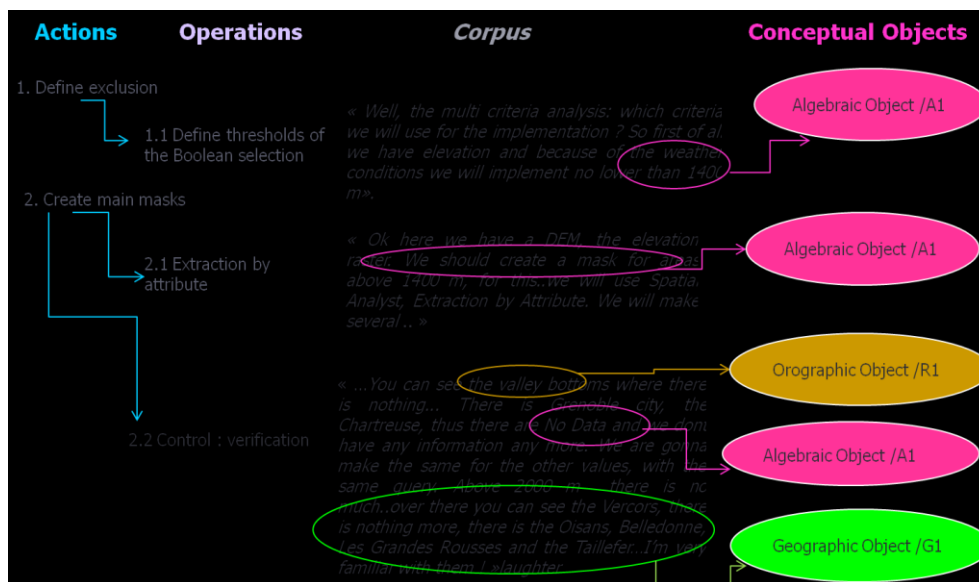 Actions Operations Corpus Conceptual Objects
1. Define exclusion
1.1 Define thresholds of
the Boolean selection
2. Create main masks
2.1 Extraction by
attribute
2.2 Control : verification
« Well, the multi criteria analysis: which criteria
we will use for the implementation ? So first of al
we have elevation and because of the weather
conditions we will implement no lower than 1400
m».
« Ok here we have a DEM, the elevation
raster. We should create a mask for areas
above 1400 m, for this..we will use Spatial
Analyst, Extraction by Attribute. We will make
several .. »
« ...You can see the valley bottoms where there
is nothing... There is Grenoble city, the
Chartreuse, thus there are No Data and we dont
have any information any more. We are gonna
make the same for the other values, with the
same query. Above 2000 m there is no
much..over there you can see the Vercors, there
is nothing more, there is the Oisans, Belledonne,
Les Grandes Rousses and the Taillefer..I'm very
familiar with them ! »laughter
Algebraic Object /A1
Algebraic Object /A1
Orographic Object /R1
Algebraic Object /A1
Geographic Object /G1